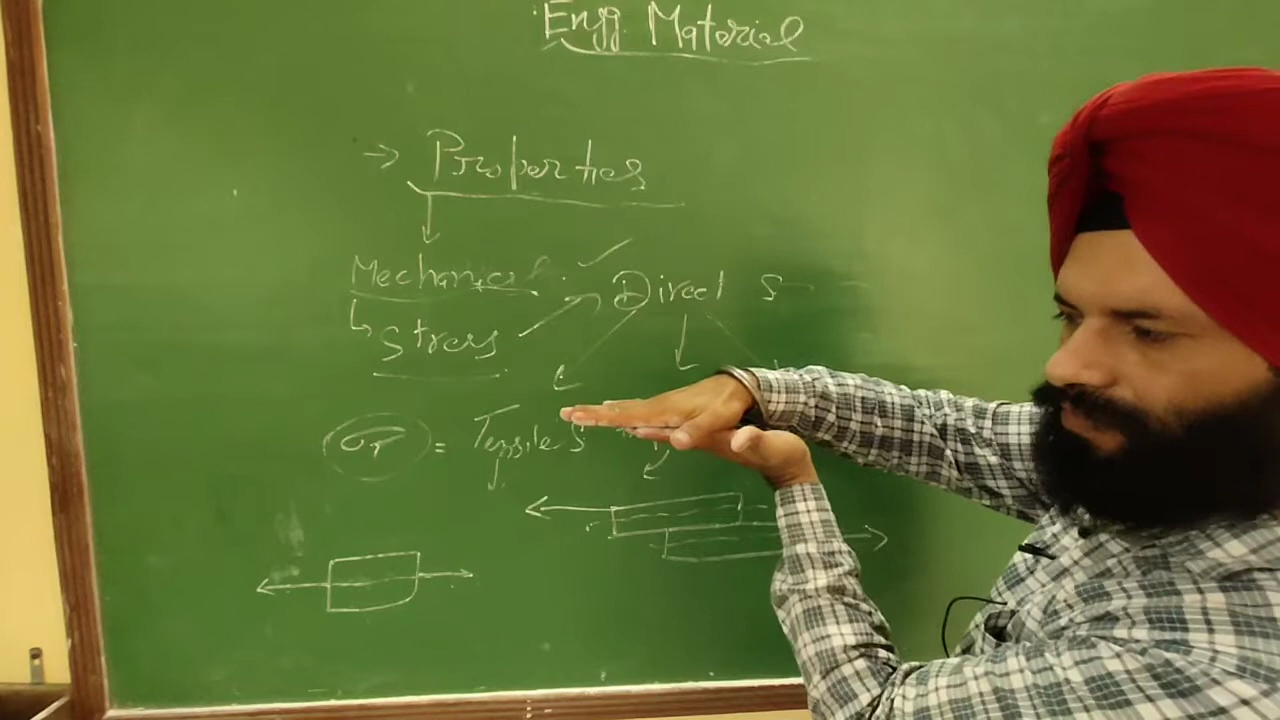 Engg Material
→ Properties
Mechanical
Stress
Direct S
σT = Tensile S